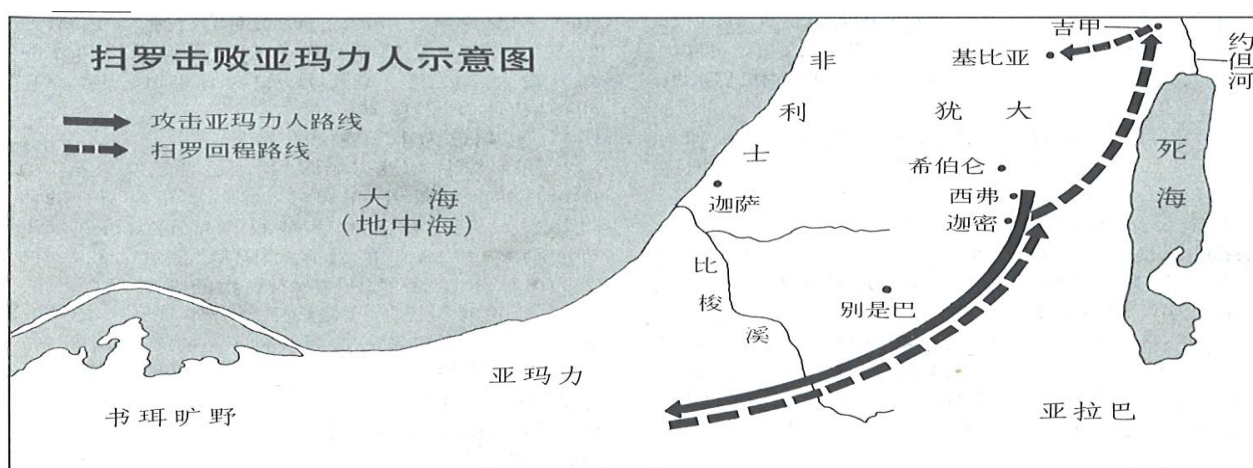 扫罗击败亚玛力人示意图
攻击亚玛力人路线
扫罗回程路线
大海
(地中海)
非利士
迦萨
吉甲
基比亚
约但河
犹大
希伯仑
西弗
迦密
死海
比梭溪
别是巴
亚玛力
书珥旷野
亚拉巴